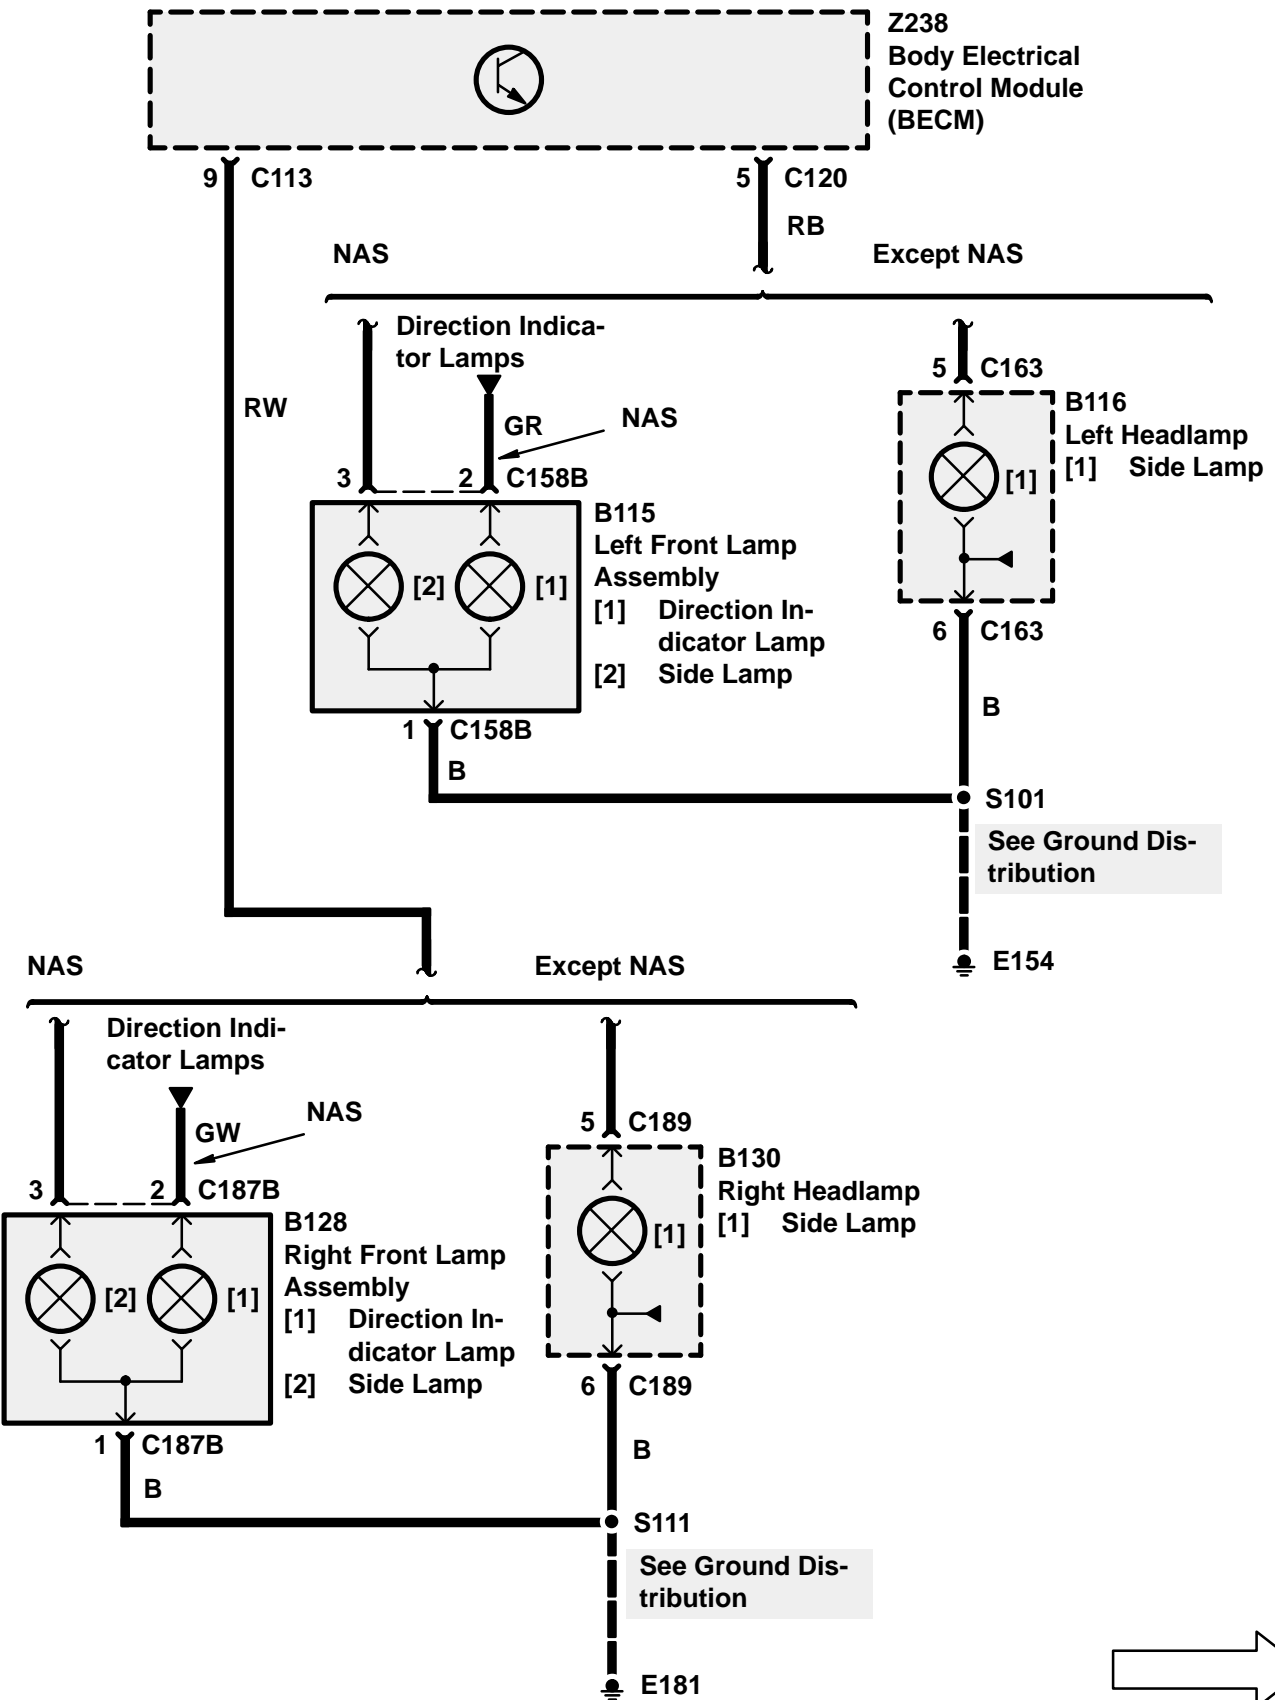 Z238
Body Electrical
Control Module
(BECM)
9 C113
5 C120
RB
NAS
Except NAS
Direction Indica-
tor Lamps
5 C163
RW
GR
NAS
B116
Left Headlamp
[1] Side Lamp
[1]
3
2 C158B
B115
Left Front Lamp
Assembly
[1] Direction In-
dicator Lamp
[2] Side Lamp
[2]
[1]
6 C163
1 C158B
B
B
S101
See Ground Dis-
tribution
E154
NAS
Except NAS
Direction Indi-
cator Lamps
GW
NAS
5 C189
B130
Right Headlamp
[1] Side Lamp
[1]
3
2 C187B
B128
Right Front Lamp
Assembly
[1] Direction In-
dicator Lamp
[2] Side Lamp
[2]
[1]
6 C189
1 C187B
B
B
S111
See Ground Dis-
tribution
E181